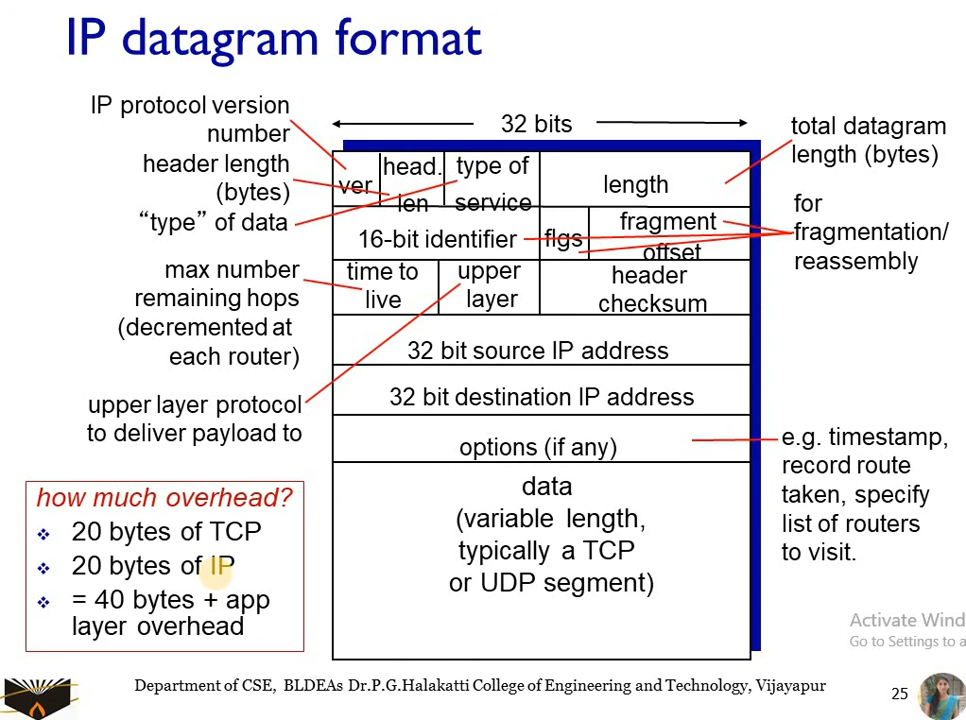 IP datagram format
IP protocol version
number
header length
(bytes)
“type” of data
max number
remaining hops
(decremented at
each router)
upper layer protocol
to deliver payload to
how much overhead?
❖ 20 bytes of TCP
❖ 20 bytes of IP
❖ = 40 bytes + app
layer overhead
32 bits
ver
head.
len
type of
service
length
16-bit identifier
flgs
fragment
offset
time to
live
upper
layer
header
checksum
32 bit source IP address
32 bit destination IP address
options (if any)
data
(variable length,
typically a TCP
or UDP segment)
total datagram
length (bytes)
for
fragmentation/
reassembly
e.g. timestamp,
record route
taken, specify
list of routers
to visit.
Activate Wind
Go to Settings to a
Department of CSE, BLDEAs Dr.P.G.Halakatti College of Engineering and Technology, Vijayapur
25